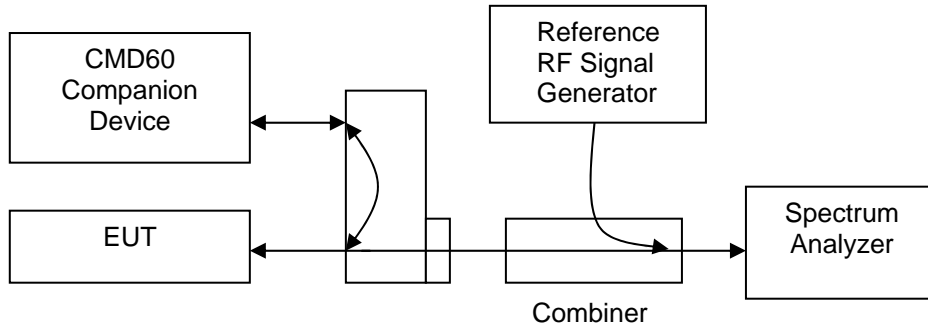 CMD60
Companion
Device
Reference
RF Signal
Generator
EUT
Spectrum
Analyzer
Combiner